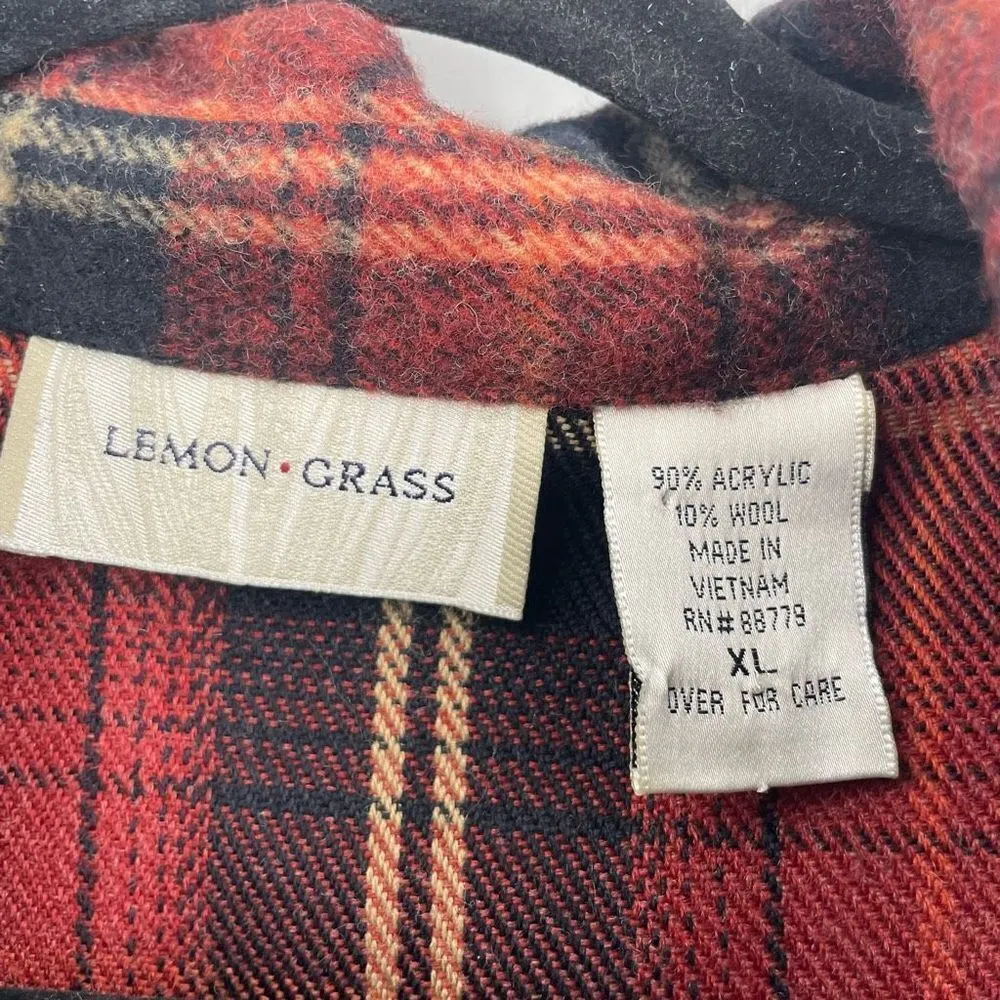 LEMON·GRASS
90% ACRYLIC
10% WOOL
MADE IN
VIETNAM
RN#88779
XL
OVER FOR CARE